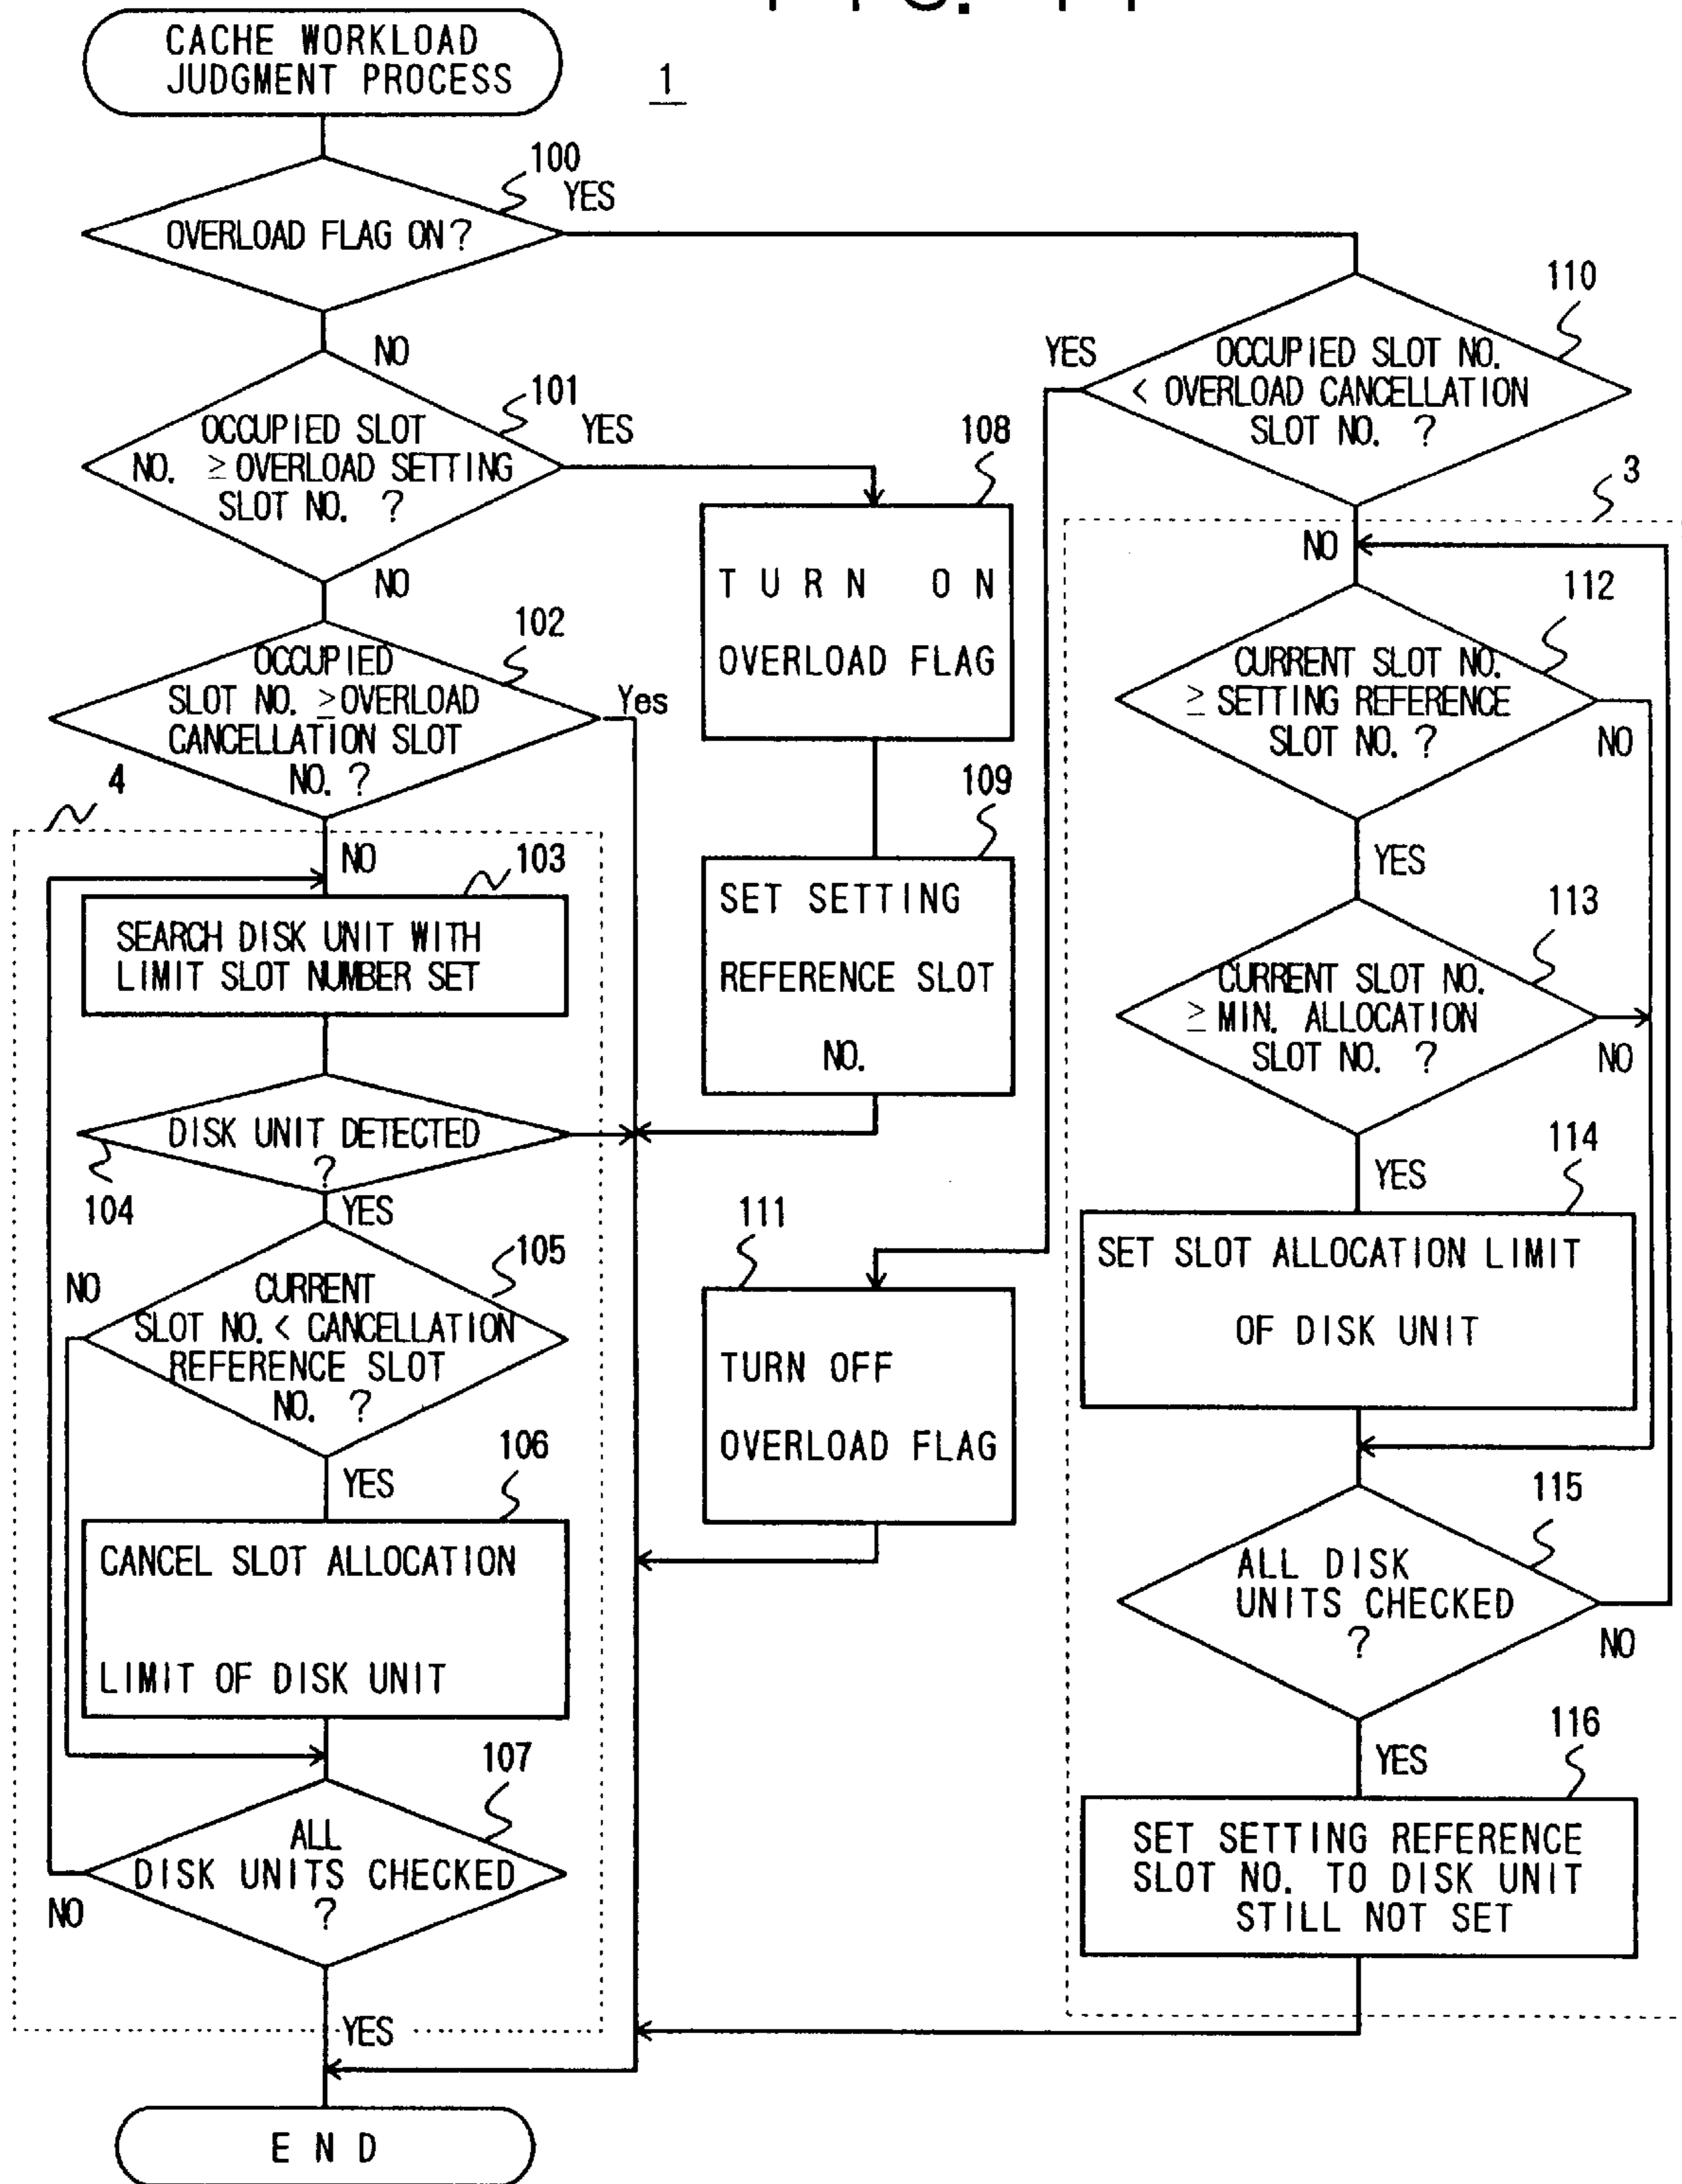 CACHE WORKLOAD
JUDGMENT PROCESS
1
100
YES
OVERLOAD FLAG ON?
NO
110
YES
OCCUPIED SLOT NO.
< OVERLOAD CANCELLATION
SLOT NO. ?
101
YES
OCCUPIED SLOT
NO. ≥ OVERLOAD SETTING
SLOT NO. ?
NO
108
TURN ON
OVERLOAD FLAG
3
NO
102
OCCUPIED
SLOT NO. ≥ OVERLOAD
CANCELLATION SLOT
NO. ?
Yes
112
CURRENT SLOT NO.
≥ SETTING REFERENCE
SLOT NO. ?
NO
YES
4
NO
103
SEARCH DISK UNIT WITH
LIMIT SLOT NUMBER SET
109
SET SETTING
REFERENCE SLOT
NO.
113
CURRENT SLOT NO.
≥ MIN. ALLOCATION
SLOT NO. ?
NO
YES
DISK UNIT DETECTED
?
104
YES
114
SET SLOT ALLOCATION LIMIT
OF DISK UNIT
105
NO
CURRENT
SLOT NO. < CANCELLATION
REFERENCE SLOT
NO. ?
YES
111
TURN OFF
OVERLOAD FLAG
106
CANCEL SLOT ALLOCATION
LIMIT OF DISK UNIT
115
ALL DISK
UNITS CHECKED
?
NO
YES
107
ALL
DISK UNITS CHECKED
?
NO
YES
116
SET SETTING REFERENCE
SLOT NO. TO DISK UNIT
STILL NOT SET
END